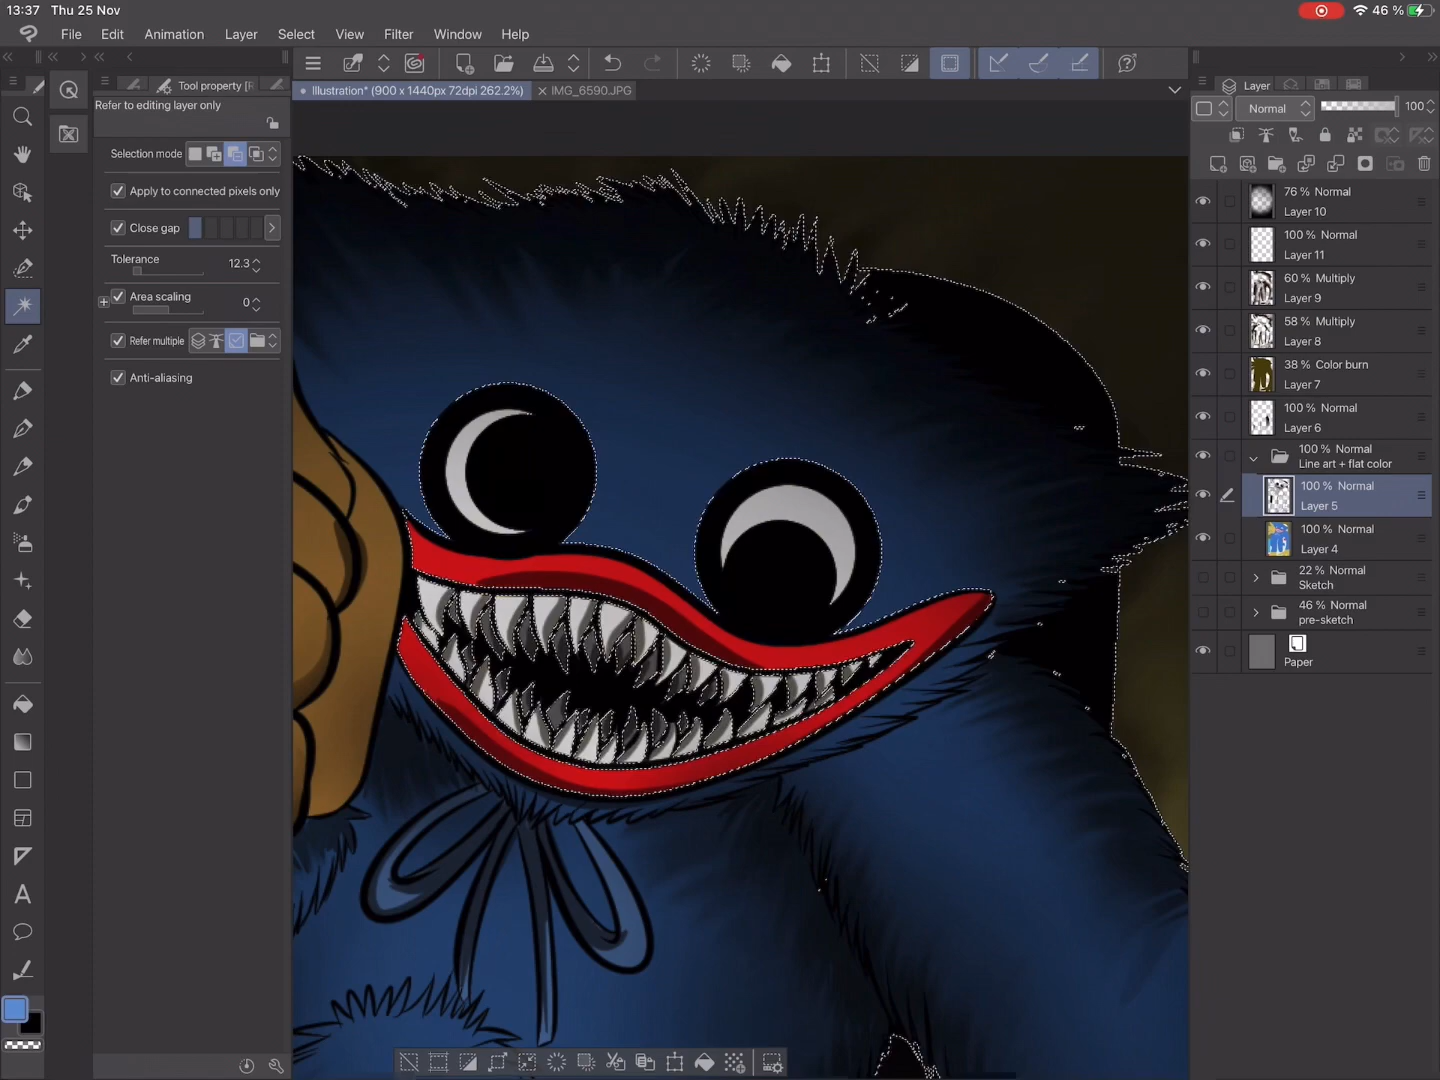 13:37 Thu 25 Nov
46 %
File Edit Animation Layer Select View Filter Window Help
Tool property [R
Refer to editing layer only
Selection mode
Apply to connected pixels only
Close gap
Tolerance 12.3
Area scaling 0
Refer multiple
Anti-aliasing
Illustration* (900 x 1440px 72dpi 262.2%)
IMG_6590.JPG
Layer
Normal 100
76 % Normal
Layer 10
100 % Normal
Layer 11
60 % Multiply
Layer 9
58 % Multiply
Layer 8
38 % Color burn
Layer 7
100 % Normal
Layer 6
100 % Normal
Line art + flat color
100 % Normal
Layer 5
100 % Normal
Layer 4
22 % Normal
Sketch
46 % Normal
pre-sketch
Paper